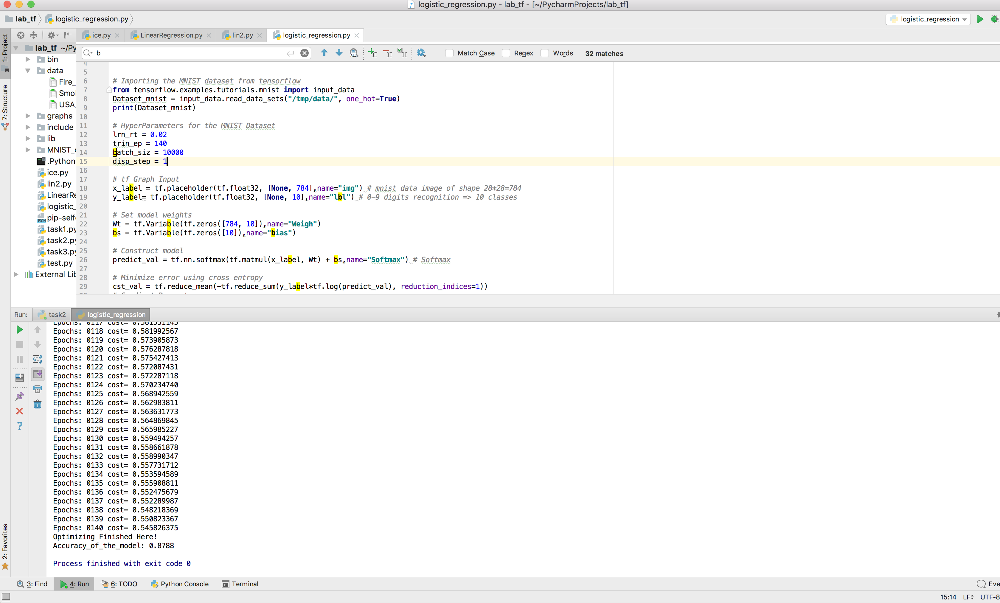 logistic_regression.py - lab_tf - [~/PycharmProjects/lab_tf]
lab_tf
logistic_regression.py
logistic_regression
ice.py
LinearRegression.py
lin2.py
logistic_regression.py
1: Project
Z: Structure
2: Favorites
lab_tf ~/Py
bin
data
Fire_
Smo
USA_
graphs
include
lib
MNIST_
.Python
ice.py
lin2.py
LinearRe
logistic_
pip-self
task1.py
task2.py
task3.py
test.py
External Lib
b
Match Case
Regex
Words
32 matches
4
5
6 # Importing the MNIST dataset from tensorflow
7 from tensorflow.examples.tutorials.mnist import input_data
8 Dataset_mnist = input_data.read_data_sets("/tmp/data/", one_hot=True)
9 print(Dataset_mnist)
10
11 # HyperParameters for the MNIST Dataset
12 lrn_rt = 0.02
13 trin_ep = 140
14 batch_siz = 10000
15 disp_step = 1
16
17 # tf Graph Input
18 x_label = tf.placeholder(tf.float32, [None, 784],name="img") # mnist data image of shape 28*28=784
19 y_label= tf.placeholder(tf.float32, [None, 10],name="lbl") # 0-9 digits recognition => 10 classes
20
21 # Set model weights
22 Wt = tf.Variable(tf.zeros([784, 10]),name="Weigh")
23 bs = tf.Variable(tf.zeros([10]),name="bias")
24
25 # Construct model
26 predict_val = tf.nn.softmax(tf.matmul(x_label, Wt) + bs,name="Softmax") # Softmax
27
28 # Minimize error using cross entropy
29 cst_val = tf.reduce_mean(-tf.reduce_sum(y_label*tf.log(predict_val), reduction_indices=1))
30 # Gradient Descent
Run:
task2
logistic_regression
Epochs: 0117 cost= 0.581531143
Epochs: 0118 cost= 0.581992567
Epochs: 0119 cost= 0.573905873
Epochs: 0120 cost= 0.576287818
Epochs: 0121 cost= 0.575427413
Epochs: 0122 cost= 0.572087431
Epochs: 0123 cost= 0.572287118
Epochs: 0124 cost= 0.570234740
Epochs: 0125 cost= 0.568942559
Epochs: 0126 cost= 0.562983811
Epochs: 0127 cost= 0.563631773
Epochs: 0128 cost= 0.564869845
Epochs: 0129 cost= 0.565985227
Epochs: 0130 cost= 0.559494257
Epochs: 0131 cost= 0.558661878
Epochs: 0132 cost= 0.558990347
Epochs: 0133 cost= 0.557731712
Epochs: 0134 cost= 0.553594589
Epochs: 0135 cost= 0.555908811
Epochs: 0136 cost= 0.552475679
Epochs: 0137 cost= 0.552289987
Epochs: 0138 cost= 0.548218369
Epochs: 0139 cost= 0.550823367
Epochs: 0140 cost= 0.545826375
Optimizing Finished Here!
Accuracy_of_the_model: 0.8788
Process finished with exit code 0
3: Find
4: Run
6: TODO
Python Console
Terminal
Eve
15:14
LF
UTF-8